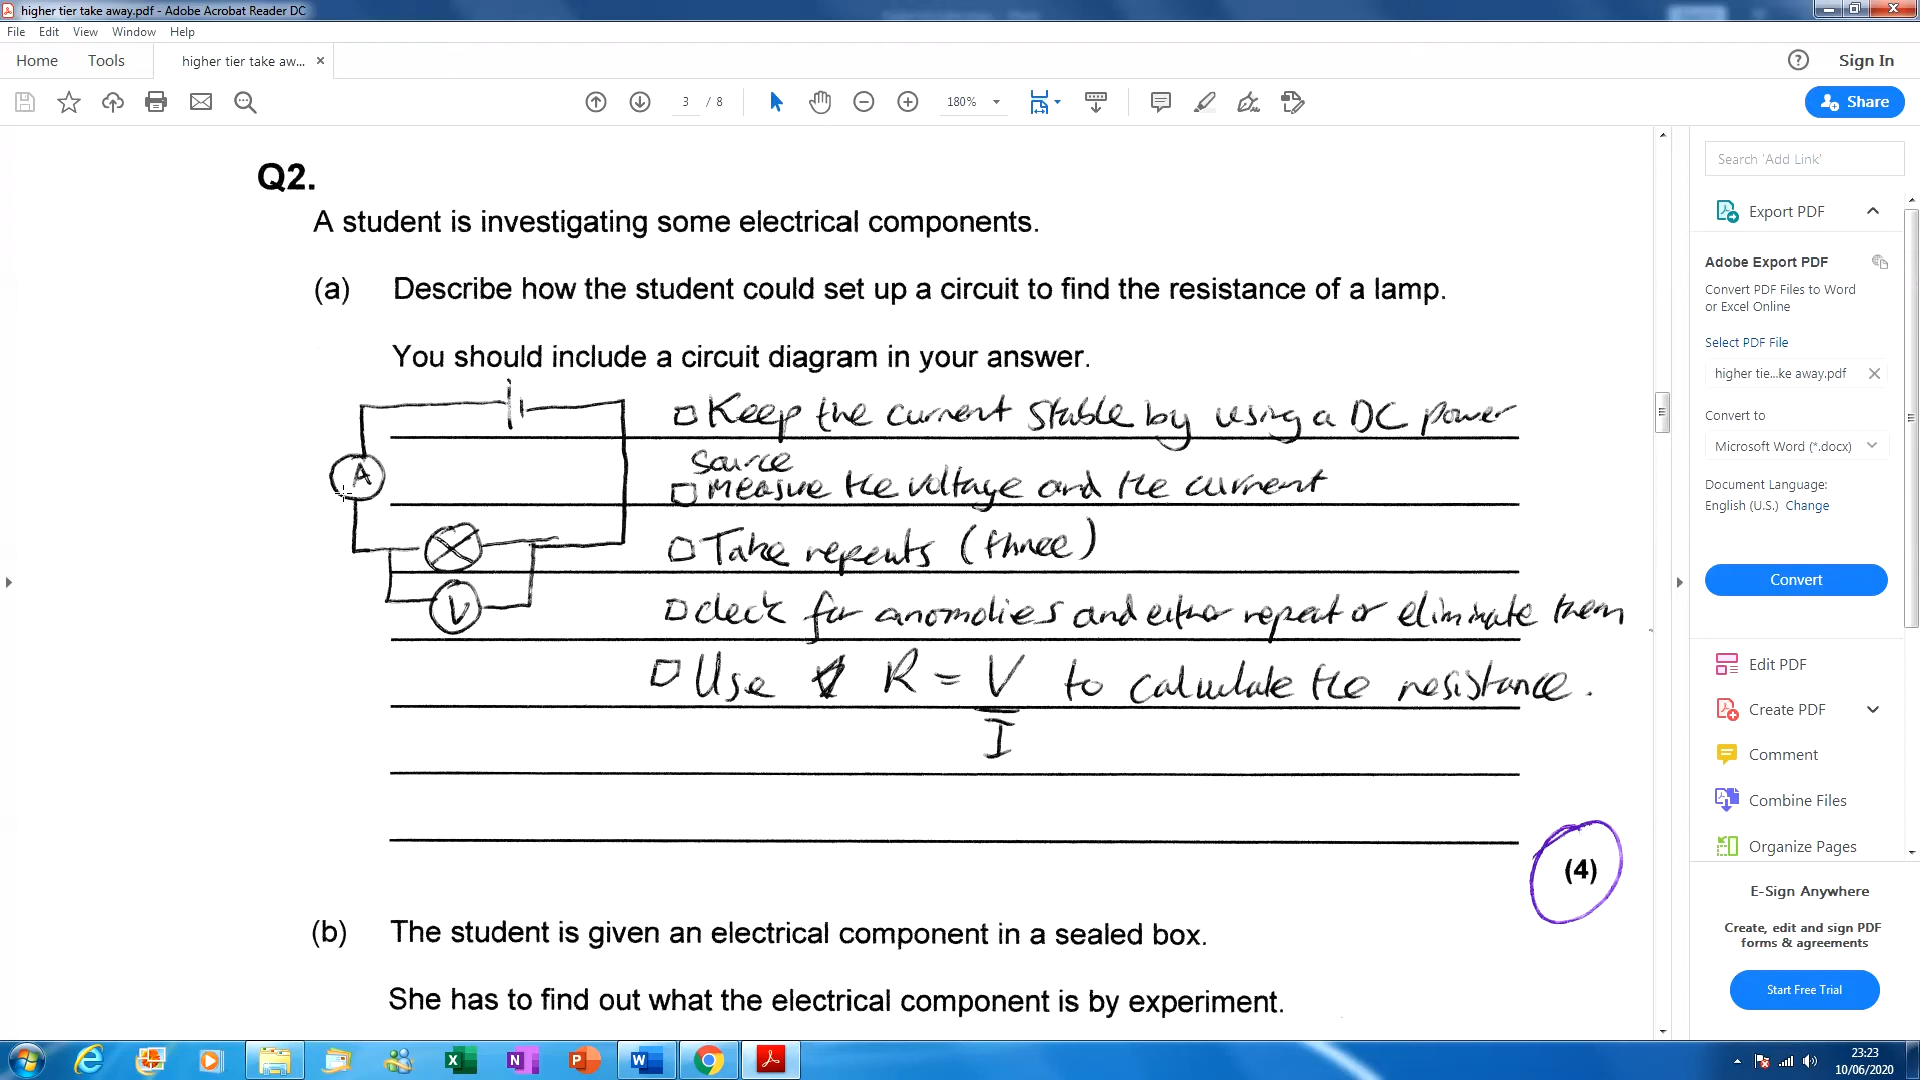 higher tier take away.pdf - Adobe Acrobat Reader DC
File Edit View Window Help
Home Tools higher tier take aw... × Sign In
3 / 8 180% Share
Q2.
A student is investigating some electrical components.
(a) Describe how the student could set up a circuit to find the resistance of a lamp.
You should include a circuit diagram in your answer.
Keep the current stable by using a DC power
source
A
measure the voltage and the current
Take repeats (three)
V
check for anomolies and either repeat or eliminate them
Use R = V to calculate the resistance.
I
(4)
(b) The student is given an electrical component in a sealed box.
She has to find out what the electrical component is by experiment.
Search 'Add Link'
Export PDF
Adobe Export PDF
Convert PDF Files to Word
or Excel Online
Select PDF File
higher tie...ke away.pdf
Convert to
Microsoft Word (*.docx)
Document Language:
English (U.S.) Change
Convert
Edit PDF
Create PDF
Comment
Combine Files
Organize Pages
E-Sign Anywhere
Create, edit and sign PDF
forms & agreements
Start Free Trial
23:23
10/06/2020